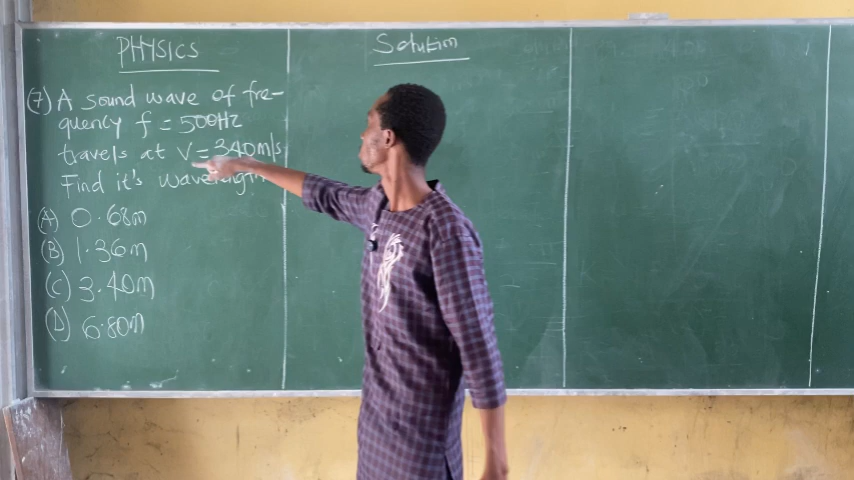 PHYSICS
(7) A sound wave of fre-
quency f = 500Hz
travels at V = 340m/s
Find it's wavelength
(A) 0.68m
(B) 1.36m
(C) 3.40m
(D) 6.80m
Solution